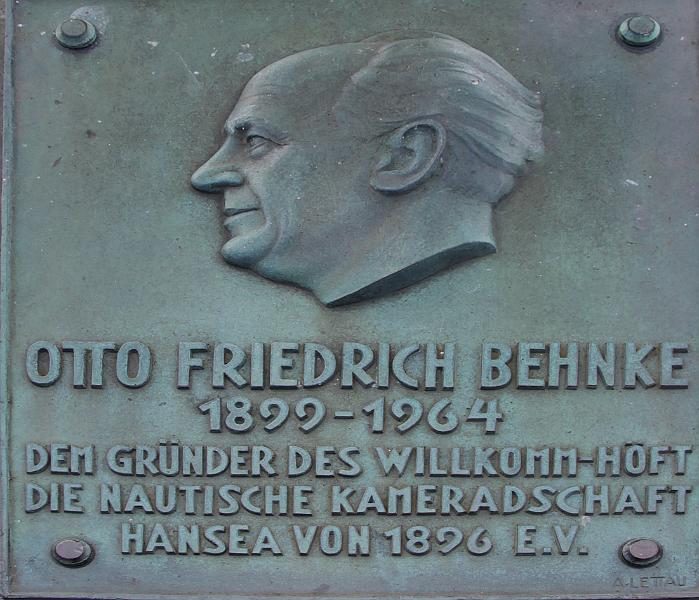 OTTO FRIEDRICH BEHNKE
1899-1964
DEM GRÜNDER DES WILLKOMM-HÖFT
DIE NAUTISCHE KAMERADSCHAFT
HANSEA VON 1896 E.V.
A·LETTAU